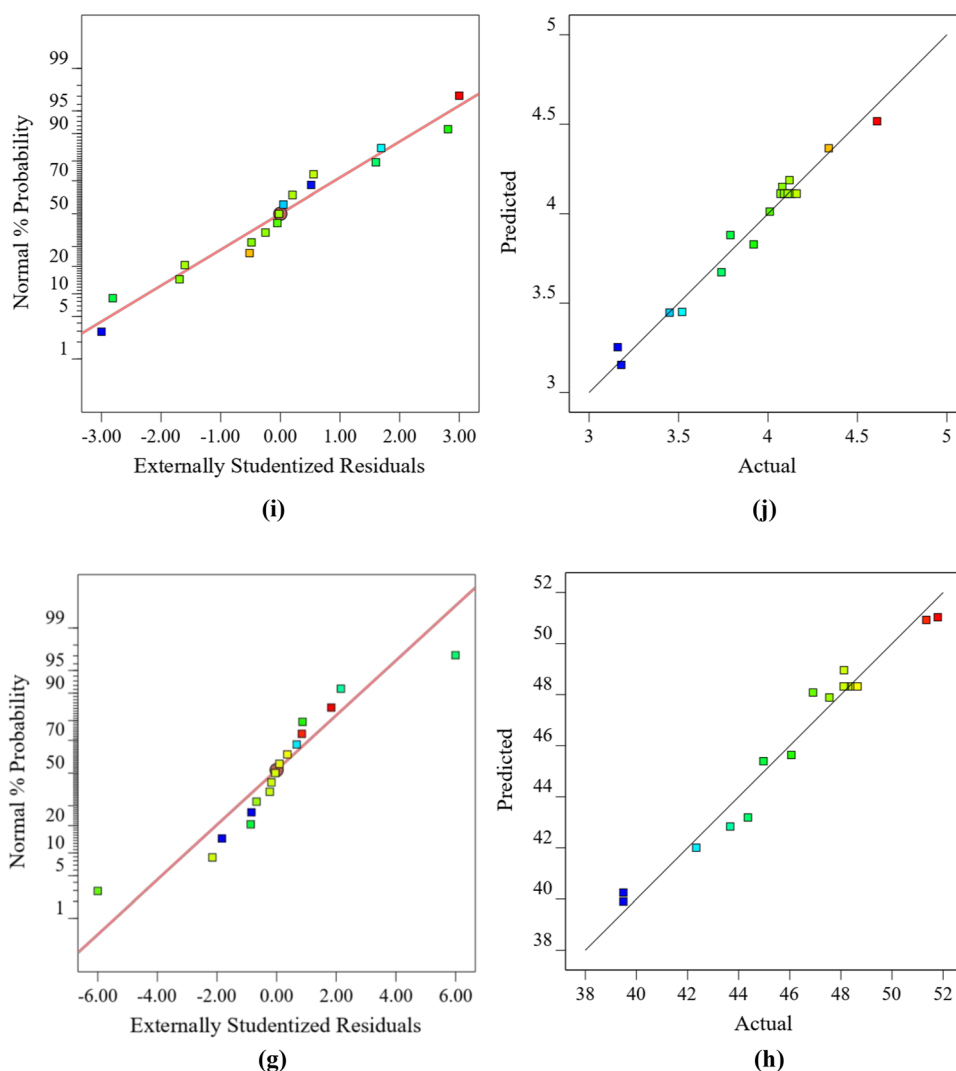 99
95
90
70
50
20
10
5
1
Normal % Probability
-3.00 -2.00 -1.00 0.00 1.00 2.00 3.00
Externally Studentized Residuals
(i)
5
4.5
4
3.5
3
Predicted
3 3.5 4 4.5 5
Actual
(j)
99
95
90
70
50
20
10
5
1
Normal % Probability
-6.00 -4.00 -2.00 0.00 2.00 4.00 6.00
Externally Studentized Residuals
(g)
52
50
48
46
44
42
40
38
Predicted
38 40 42 44 46 48 50 52
Actual
(h)